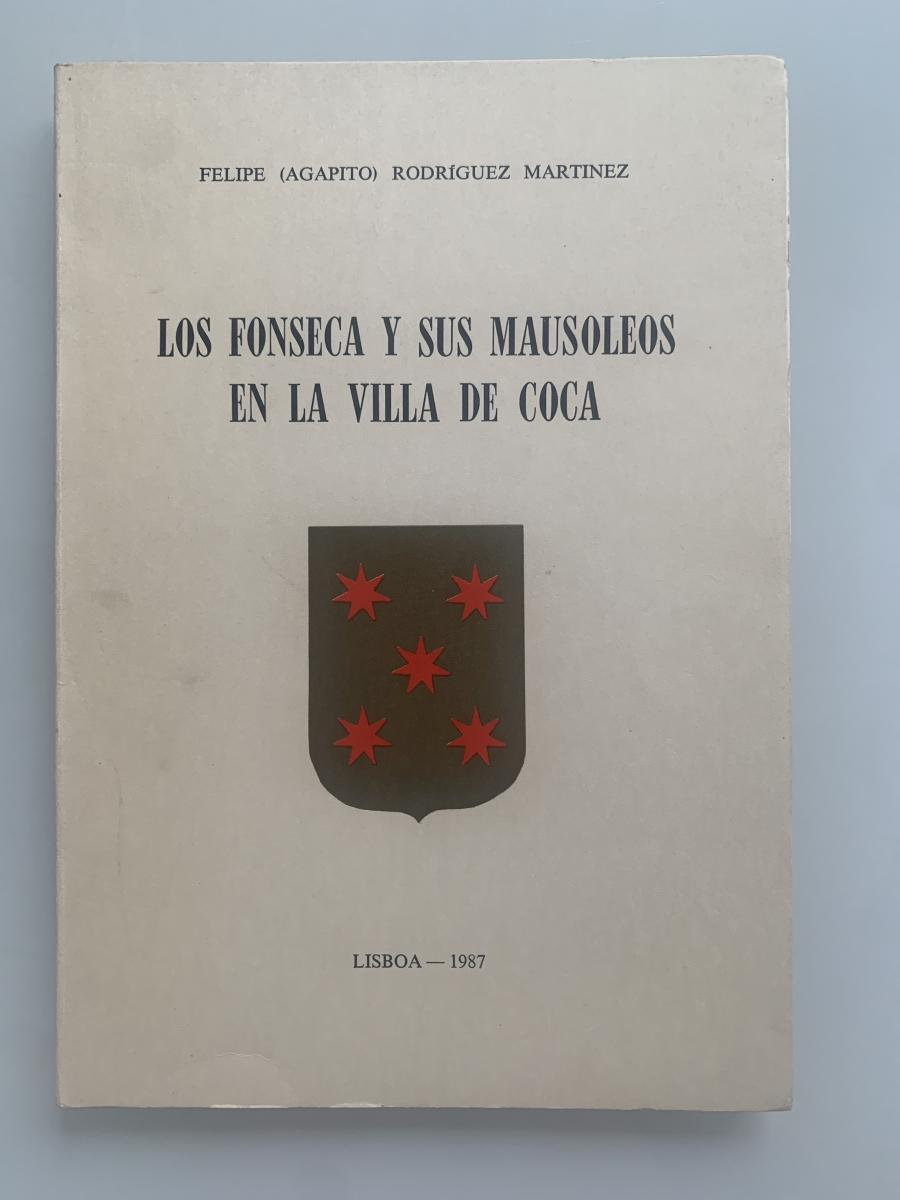 FELIPE (AGAPITO) RODRÍGUEZ MARTINEZ
LOS FONSECA Y SUS MAUSOLEOS
EN LA VILLA DE COCA
LISBOA — 1987